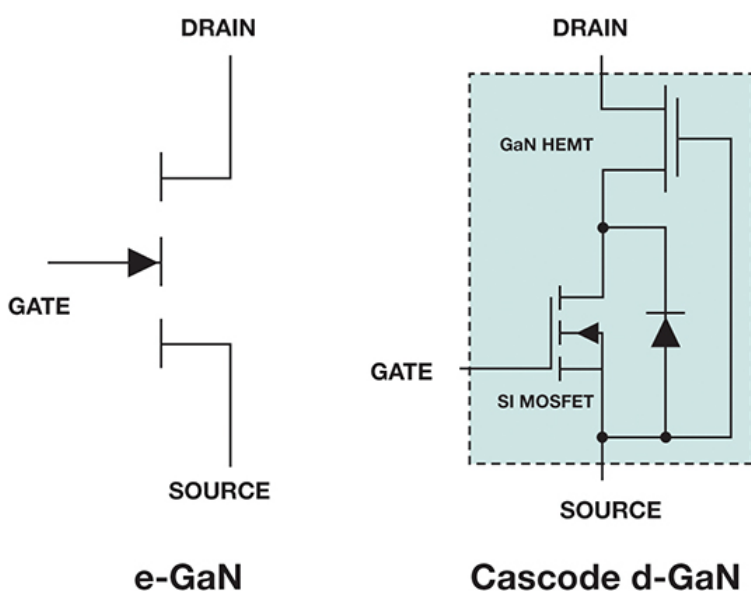 DRAIN
GATE
SOURCE
e-GaN
DRAIN
GaN HEMT
GATE
SI MOSFET
SOURCE
Cascode d-GaN